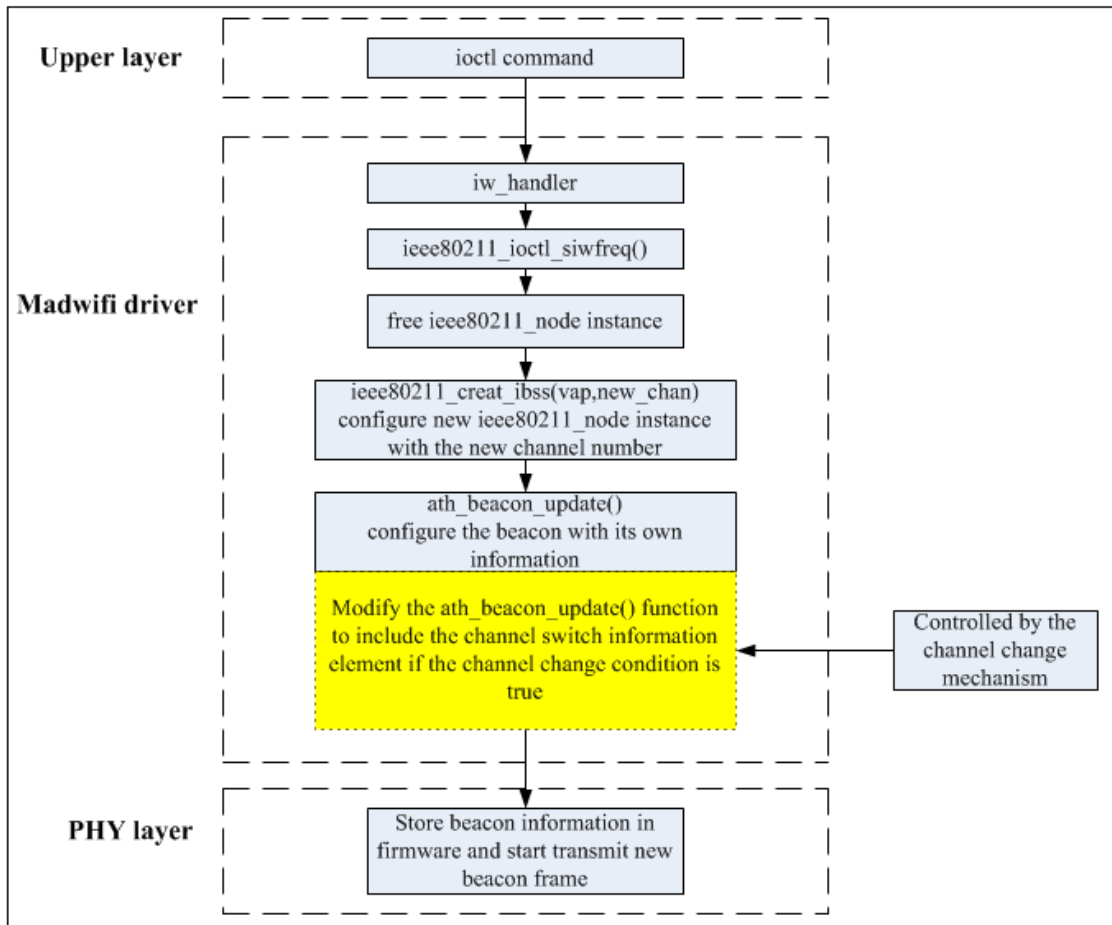 Upper layer
ioctl command
iw_handler
ieee80211_ioctl_siwfreq()
Madwifi driver
free ieee80211_node instance
ieee80211_creat_ibss(vap,new_chan)
configure new ieee80211_node instance
with the new channel number
ath_beacon_update()
configure the beacon with its own
information
Modify the ath_beacon_update() function
to include the channel switch information
element if the channel change condition is
true
Controlled by the
channel change
mechanism
PHY layer
Store beacon information in
firmware and start transmit new
beacon frame